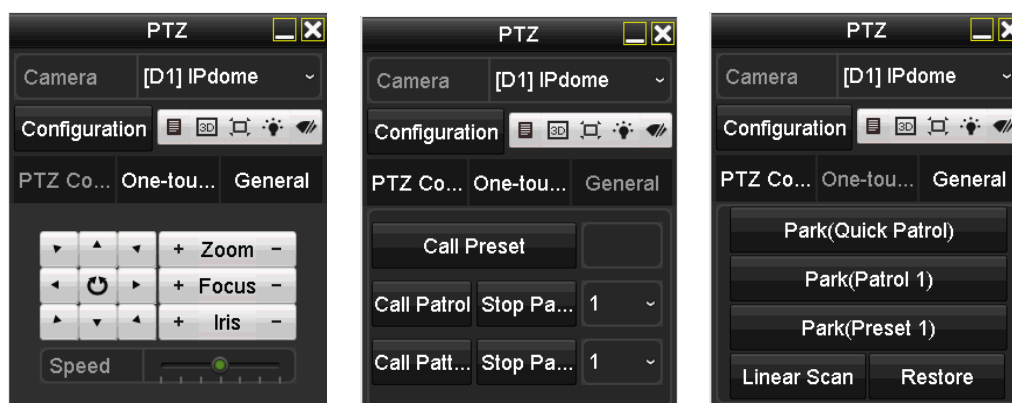 PTZ
Camera [D1] IPdome
Configuration 3D
PTZ Co... One-tou... General
+ Zoom -
+ Focus -
+ Iris -
Speed
PTZ
Camera [D1] IPdome
Configuration 3D
PTZ Co... One-tou... General
Call Preset
Call Patrol Stop Pa... 1
Call Patt... Stop Pa... 1
PTZ
Camera [D1] IPdome
Configuration 3D
PTZ Co... One-tou... General
Park(Quick Patrol)
Park(Patrol 1)
Park(Preset 1)
Linear Scan Restore